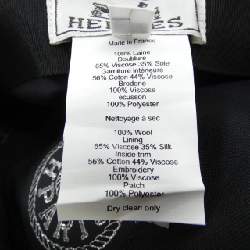 HERMES
Made in France
100% Laine
Doublure
65% Viscose 35% Soie
Garniture intérieure
56% Coton 44% Viscose
Broderie
100% Viscose
écusson
100% Polyester
Nettoyage a sec
100% Wool
Lining
65% Viscose 35% Silk
Inside trim
56% Cotton 44% Viscose
Embroidery
100% Viscose
Patch
100% Polyester
Dry clean only
PARIS